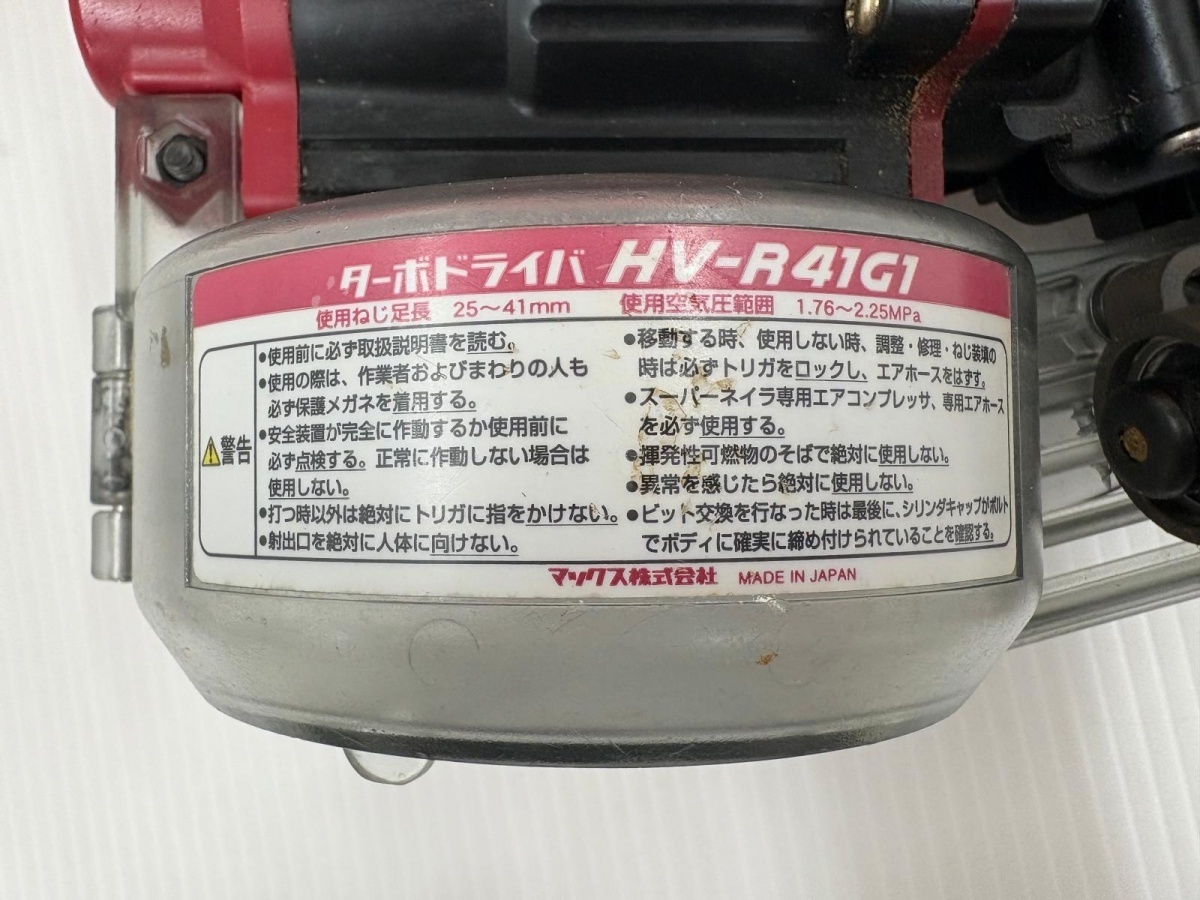 ターボドライバ HV-R41G1
使用ねじ足長 25～41mm 使用空気圧範囲 1.76～2.25MPa
警告
●使用前に必ず取扱説明書を読む。
●使用の際は、作業者およびまわりの人も
必ず保護メガネを着用する。
●安全装置が完全に作動するか使用前に
必ず点検する。正常に作動しない場合は
使用しない。
●打つ時以外は絶対にトリガに指をかけない。
●射出口を絶対に人体に向けない。
●移動する時、使用しない時、調整・修理・ねじ装填の
時は必ずトリガをロックし、エアホースをはずす。
●スーパーネイラ専用エアコンプレッサ、専用エアホース
を必ず使用する。
●揮発性可燃物のそばで絶対に使用しない。
●異常を感じたら絶対に使用しない。
●ビット交換を行なった時は最後に、シリンダキャップがボルト
でボディに確実に締め付けられていることを確認する。
マックス株式会社 MADE IN JAPAN